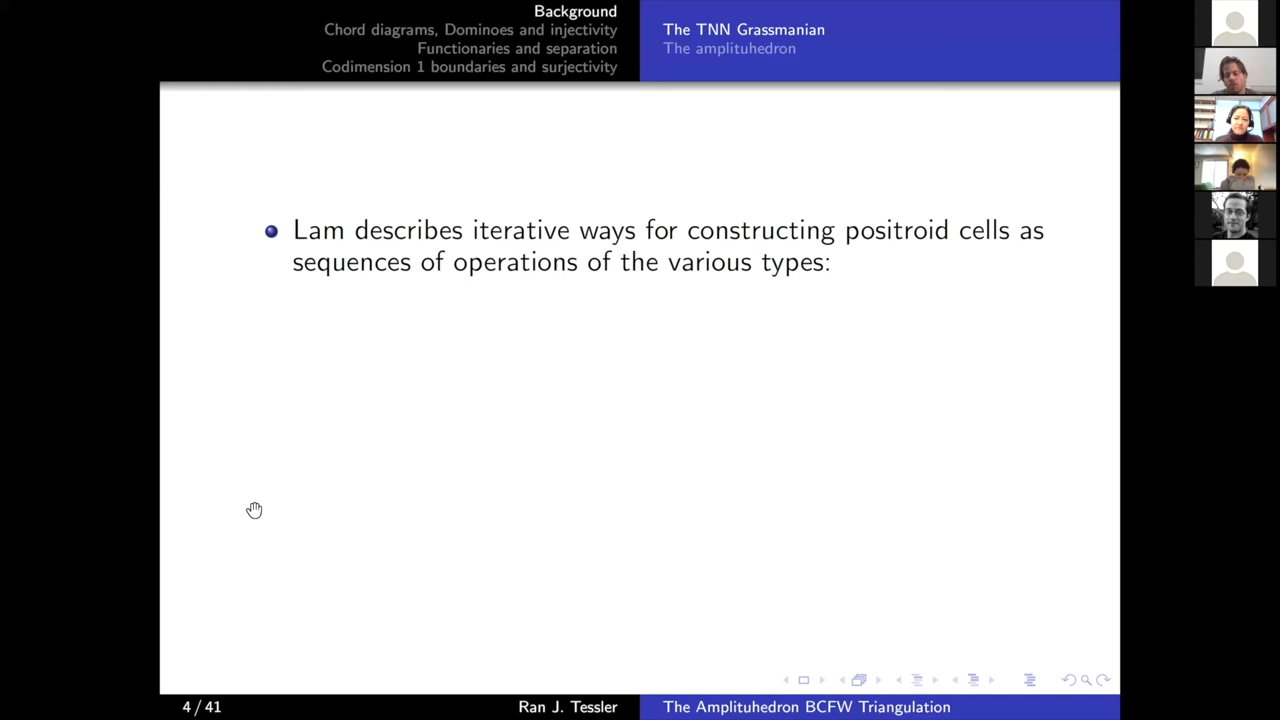 Background
Chord diagrams, Dominoes and injectivity
Functionaries and separation
Codimension 1 boundaries and surjectivity
The TNN Grassmanian
The amplituhedron
Lam describes iterative ways for constructing positroid cells as
sequences of operations of the various types:
4 / 41
Ran J. Tessler
The Amplituhedron BCFW Triangulation